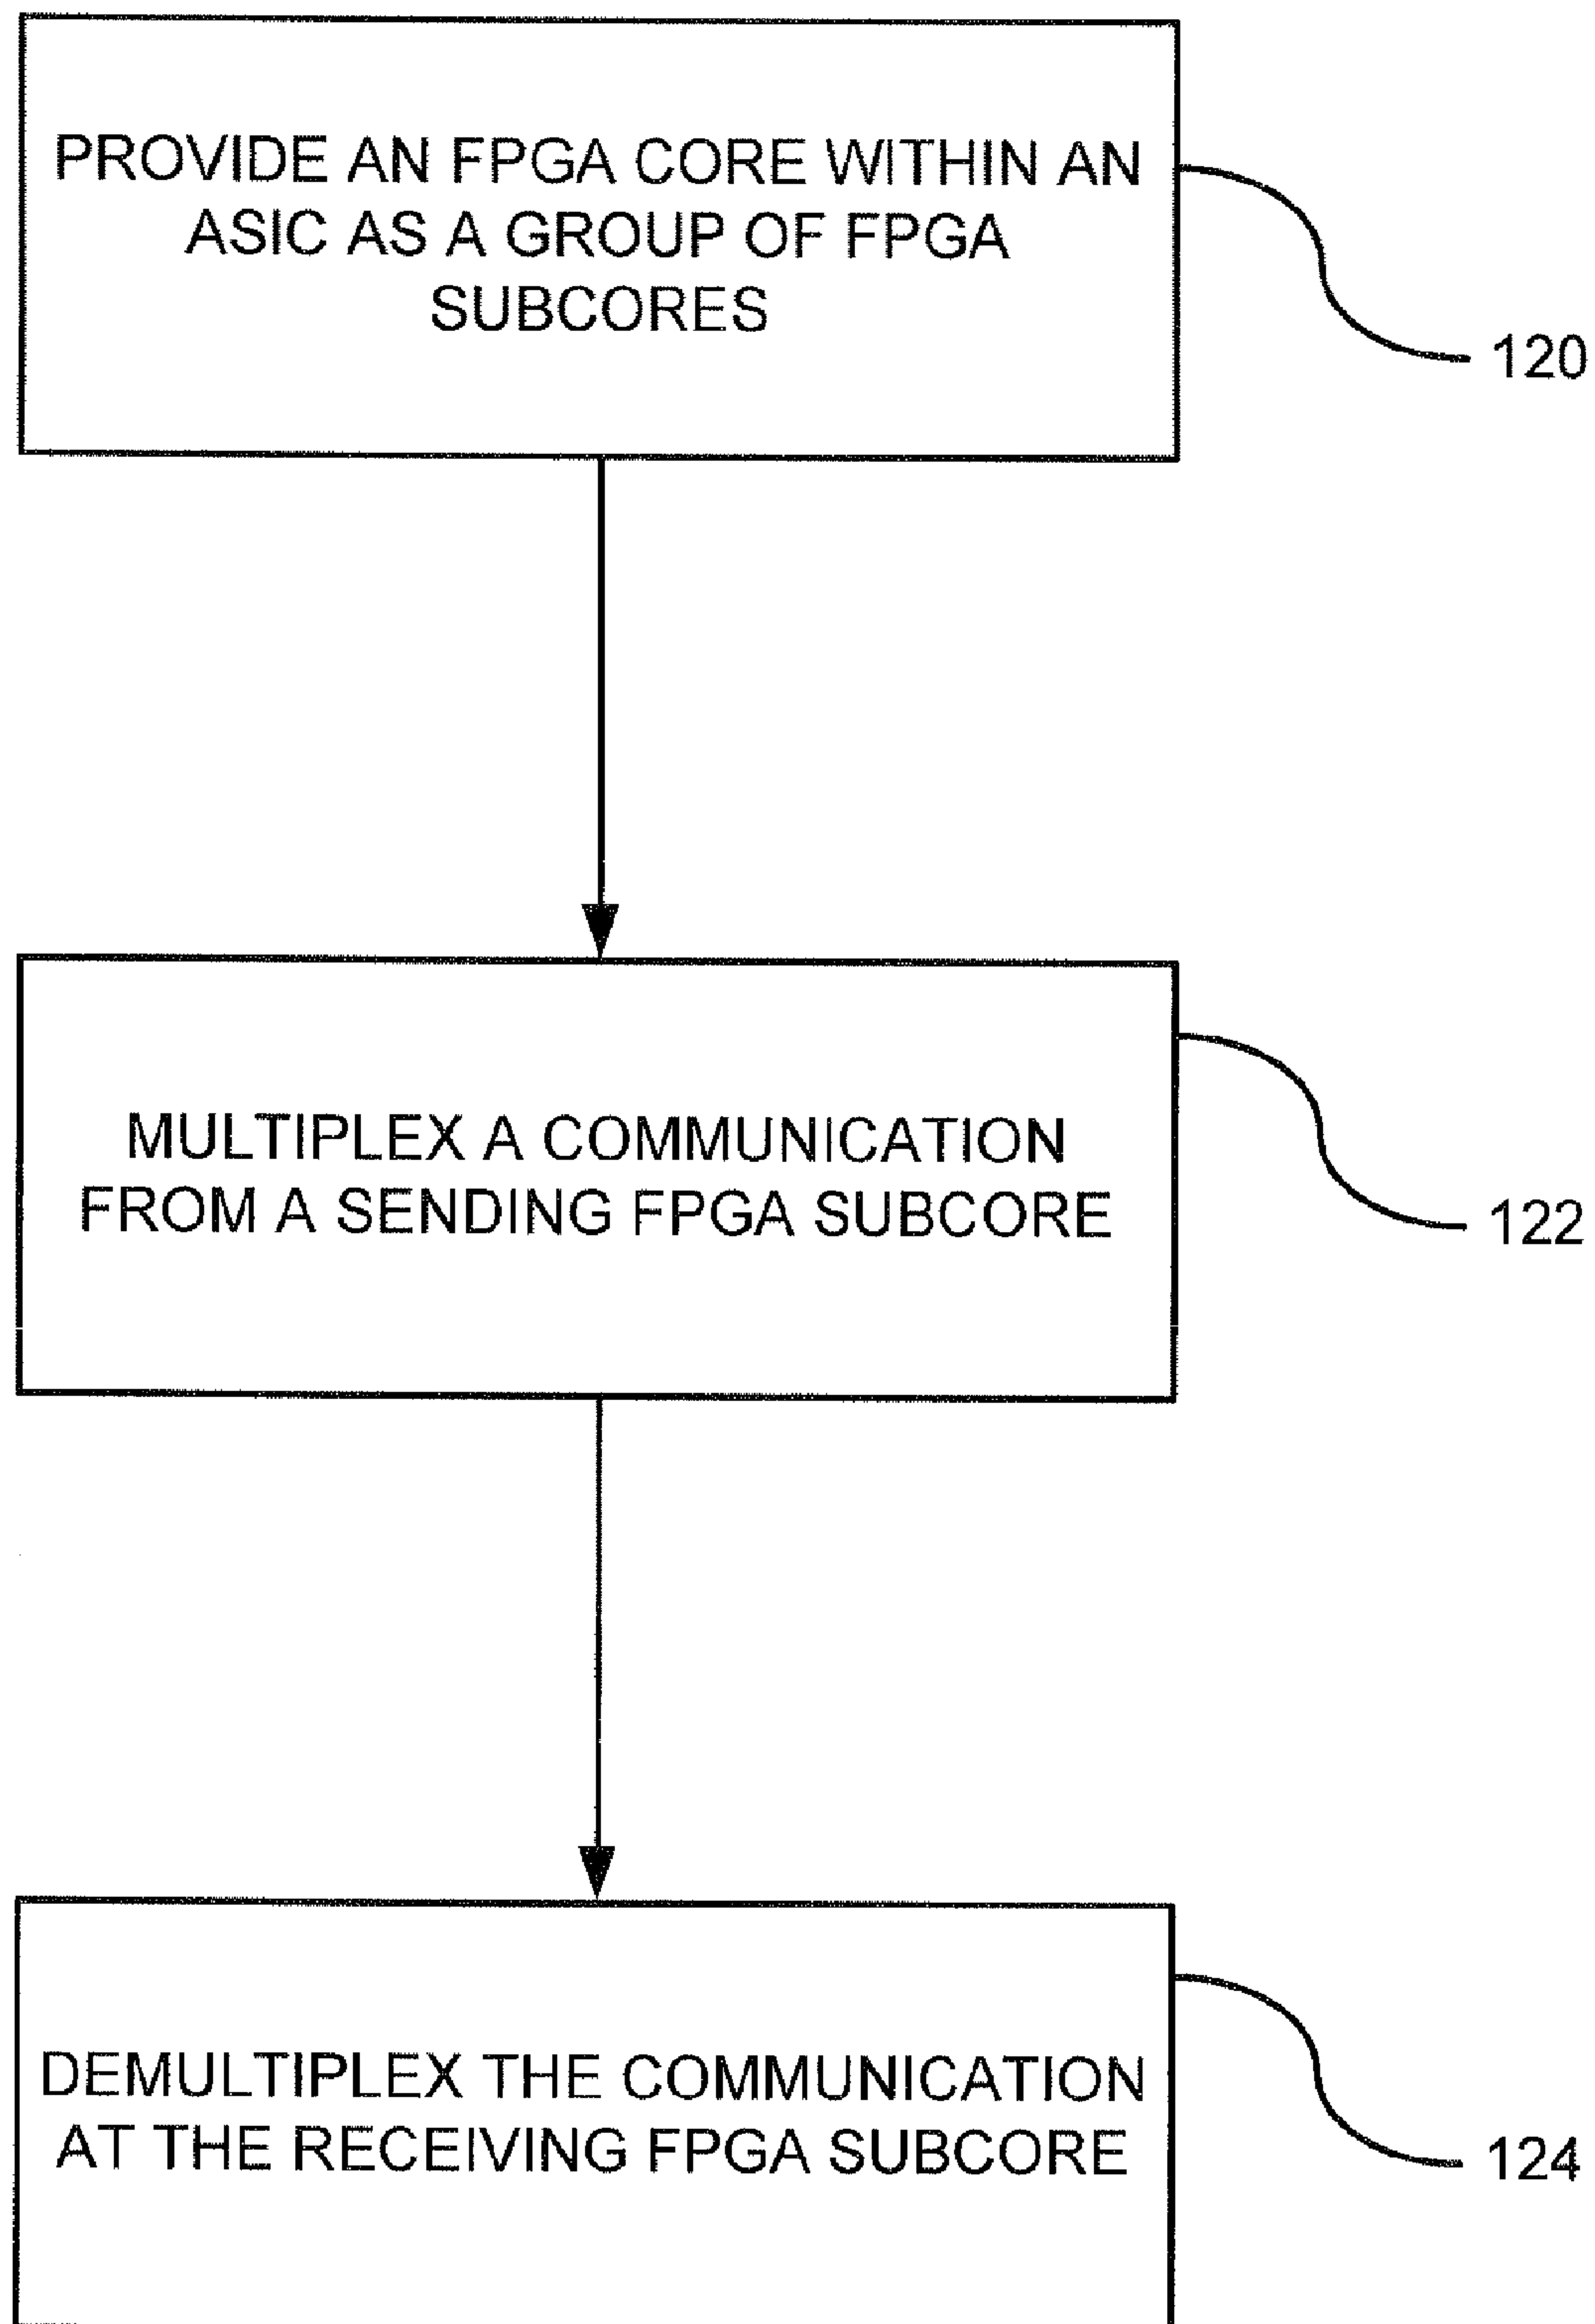 PROVIDE AN FPGA CORE WITHIN AN
ASIC AS A GROUP OF FPGA
SUBCORES
120
MULTIPLEX A COMMUNICATION
FROM A SENDING FPGA SUBCORE
122
DEMULTIPLEX THE COMMUNICATION
AT THE RECEIVING FPGA SUBCORE
124